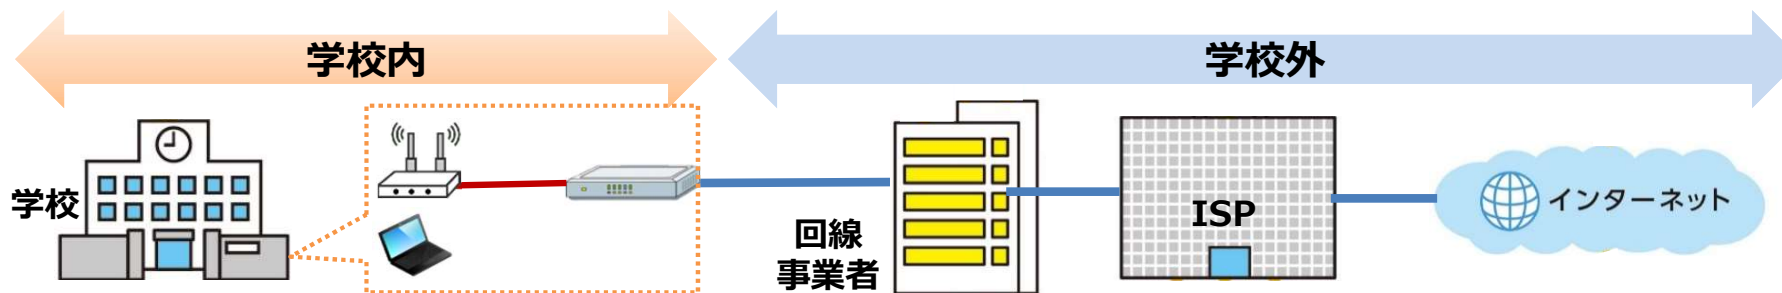 学校内
学校外
学校
回線
事業者
ISP
インターネット